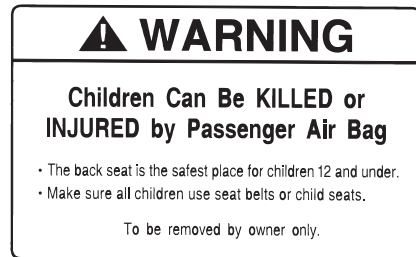 WARNING
Children Can Be KILLED or
INJURED by Passenger Air Bag
• The back seat is the safest place for children 12 and under.
• Make sure all children use seat belts or child seats.
To be removed by owner only.